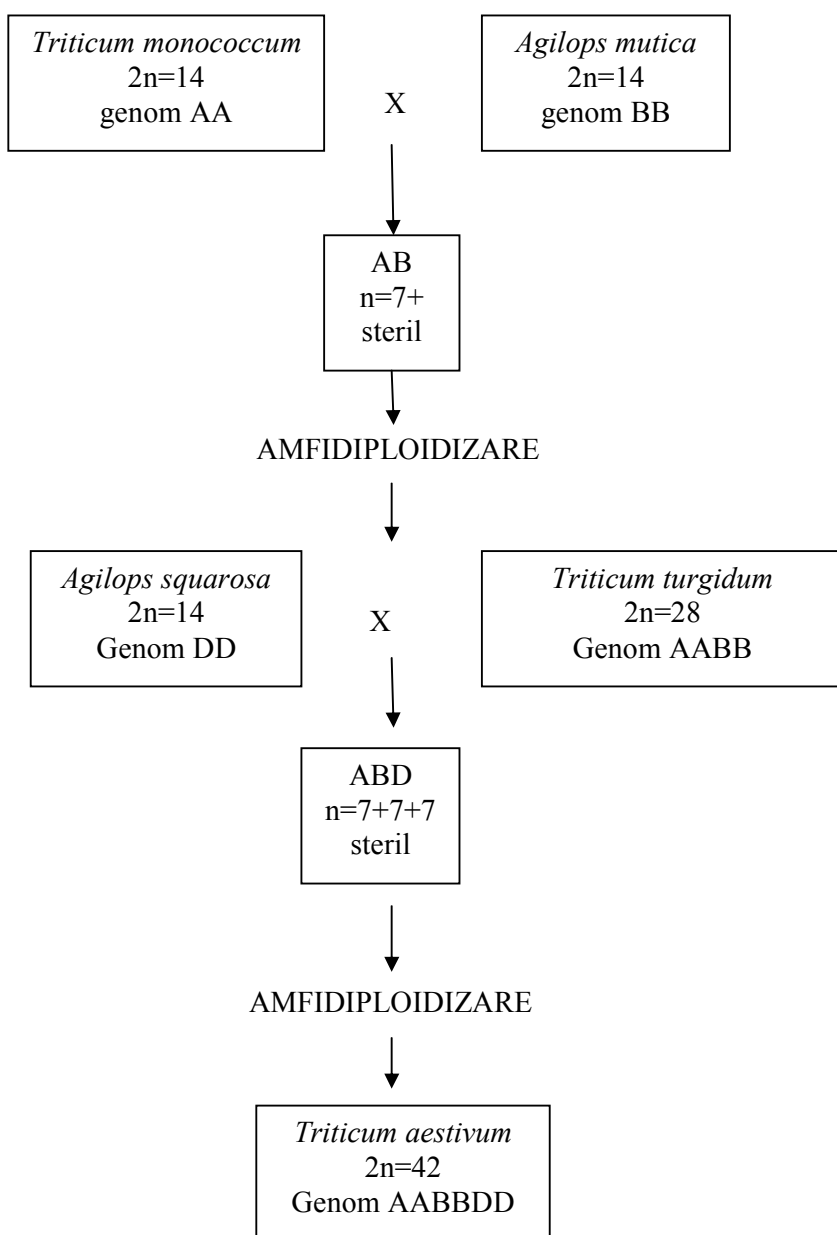 Triticum monococcum
2n=14
genom AA
X
Agilops mutica
2n=14
genom BB
AB
n=7+
steril
AMFIDIPLOIDIZARE
Agilops squarosa
2n=14
Genom DD
X
Triticum turgidum
2n=28
Genom AABB
ABD
n=7+7+7
steril
AMFIDIPLOIDIZARE
Triticum aestivum
2n=42
Genom AABBDD